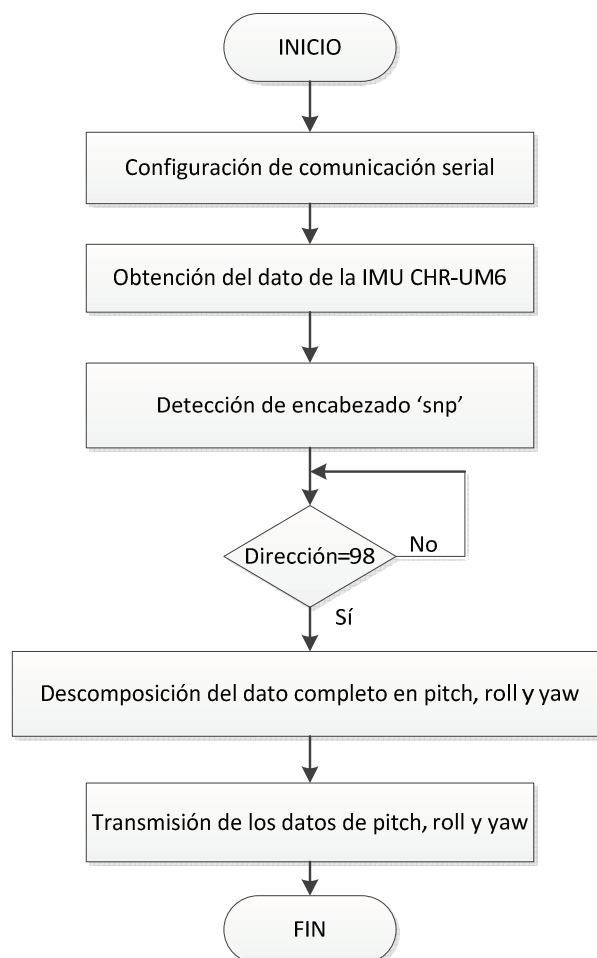 INICIO
Configuración de comunicación serial
Obtención del dato de la IMU CHR-UM6
Detección de encabezado ‘snp’
Dirección=98
No
Sí
Descomposición del dato completo en pitch, roll y yaw
Transmisión de los datos de pitch, roll y yaw
FIN